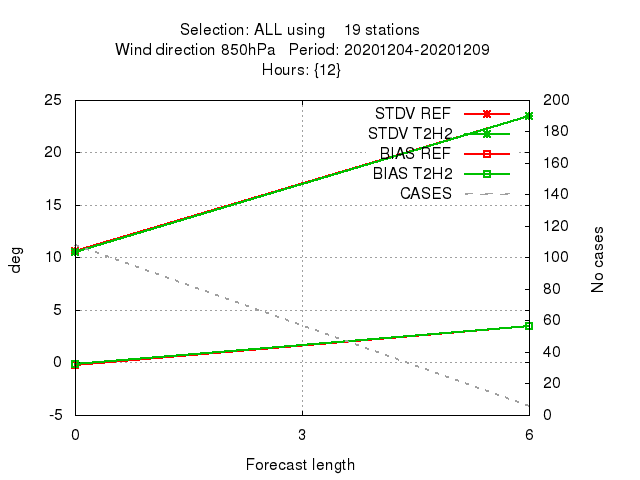 Selection: ALL using 19 stations
Wind direction 850hPa Period: 20201204-20201209
Hours: {12}
25
20
15
10
5
0
-5
200
180
160
140
120
100
80
60
40
20
0
STDV REF
STDV T2H2
BIAS REF
BIAS T2H2
CASES
deg
No cases
0
3
6
Forecast length